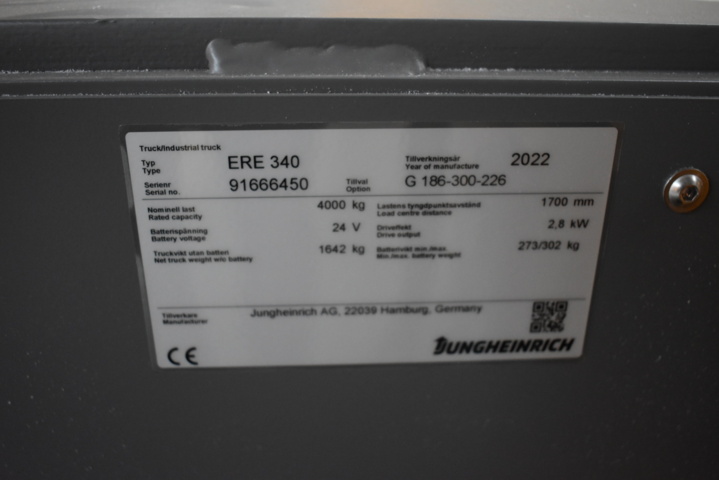 Truck/Industrial truck
Typ ERE 340 Tillverkningsår 2022
Type Year of manufacture
Serienr 91666450 Tillval G 186-300-226
Serial no. Option
Nominell last 4000 kg Lastens tyngdpunktsavstånd 1700 mm
Rated capacity Load centre distance
Batterispänning 24 V Driveffekt 2,8 kW
Battery voltage Drive output
Truckvikt utan batteri 1642 kg Batterivikt min./max. 273/302 kg
Net truck weight w/o battery Min./max. battery weight
Tillverkare Jungheinrich AG, 22039 Hamburg, Germany
Manufacturer
CE JUNGHEINRICH